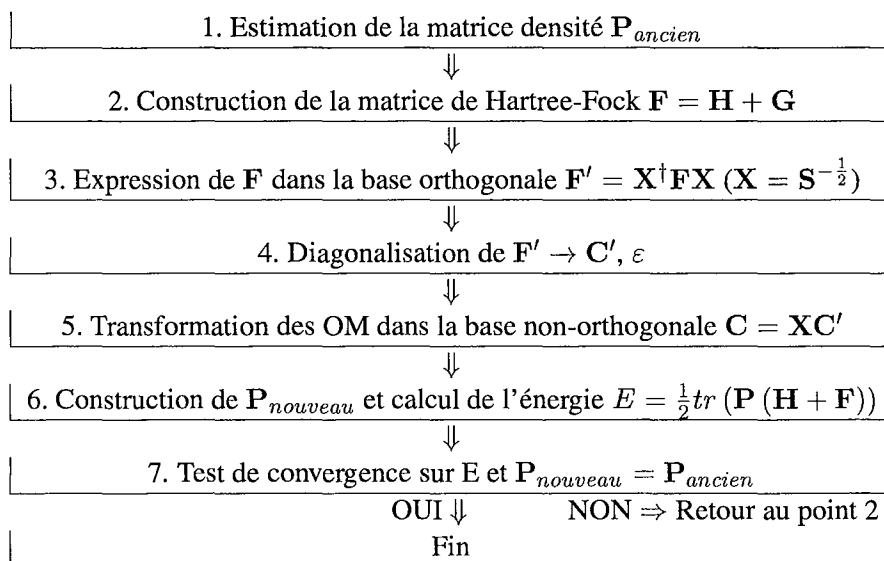 1. Estimation de la matrice densité P_ancien
⇓
2. Construction de la matrice de Hartree-Fock F = H + G
⇓
3. Expression de F dans la base orthogonale F′ = X†FX (X = S^{-1/2})
⇓
4. Diagonalisation de F′ → C′, ε
⇓
5. Transformation des OM dans la base non-orthogonale C = XC′
⇓
6. Construction de P_nouveau et calcul de l'énergie E = ½tr (P (H + F))
⇓
7. Test de convergence sur E et P_nouveau = P_ancien
OUI ⇓ NON ⇒ Retour au point 2
Fin